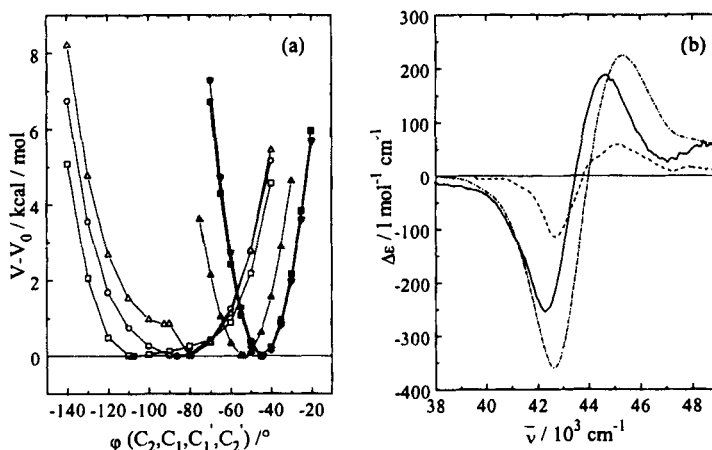 (a)
8
6
4
2
0
V-V₀ / kcal / mol
-140 -120 -100 -80 -60 -40 -20
φ (C₂,C₁,C₁',C₂') /°
(b)
300
200
100
0
-100
-200
-300
-400
Δε / l mol⁻¹ cm⁻¹
38 40 42 44 46 48
ν̄ / 10³ cm⁻¹